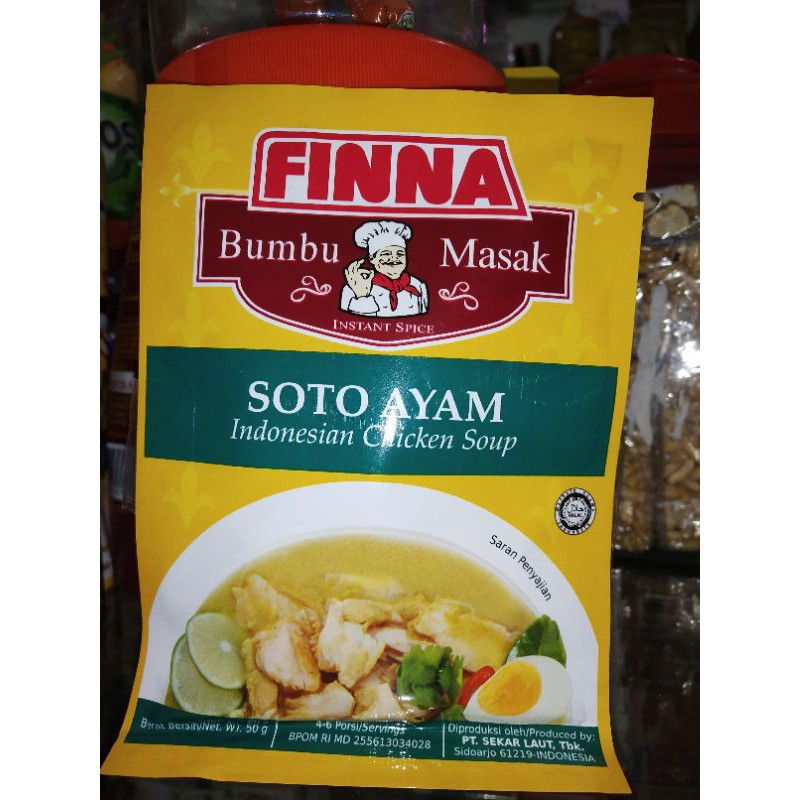 FINNA
Bumbu Masak
INSTANT SPICE
SOTO AYAM
Indonesian Chicken Soup
HALAL
Saran Penyajian
Berat Bersih/Net. Wt. 50 g
4-6 Porsi/Servings
BPOM RI MD 255613034028
Diproduksi oleh/Produced by:
PT. SEKAR LAUT, Tbk.
Sidoarjo 61219-INDONESIA